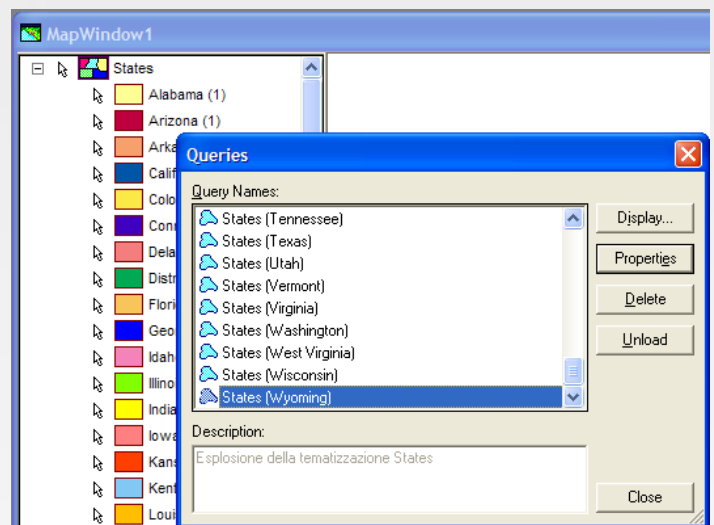 MapWindow1
States
Alabama (1)
Arizona (1)
Arka
Calif
Colo
Conn
Dela
Distr
Flori
Geo
Idah
Illino
India
Iowa
Kans
Kent
Loui
Queries
Query Names:
States (Tennessee)
States (Texas)
States (Utah)
States (Vermont)
States (Virginia)
States (Washington)
States (West Virginia)
States (Wisconsin)
States (Wyoming)
Display...
Properties
Delete
Unload
Description:
Esplosione della tematizzazione States
Close